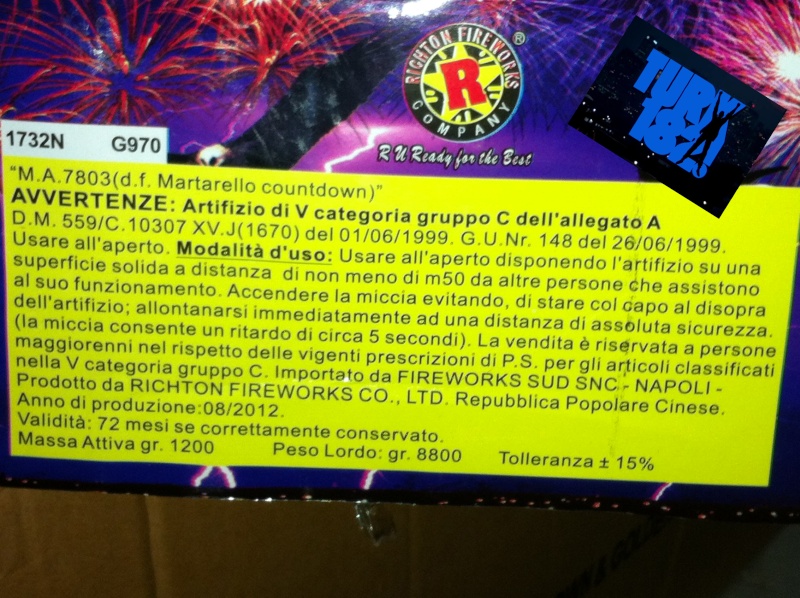 RICHTON FIREWORKS COMPANY ®
R
R U Ready for the Best
1732N G970
"M.A.7803(d.f. Martarello countdown)"
AVVERTENZE: Artifizio di V categoria gruppo C dell'allegato A
D.M. 559/C.10307 XV.J(1670) del 01/06/1999. G.U.Nr. 148 del 26/06/1999.
Usare all'aperto. Modalità d'uso: Usare all'aperto disponendo l'artifizio su una
superficie solida a distanza di non meno di m50 da altre persone che assistono
al suo funzionamento. Accendere la miccia evitando, di stare col capo al disopra
dell'artifizio; allontanarsi immediatamente ad una distanza di assoluta sicurezza.
(la miccia consente un ritardo di circa 5 secondi). La vendita è riservata a persone
maggiorenni nel rispetto delle vigenti prescrizioni di P.S. per gli articoli classificati
nella V categoria gruppo C. Importato da FIREWORKS SUD SNC - NAPOLI -
Prodotto da RICHTON FIREWORKS CO., LTD. Repubblica Popolare Cinese.
Anno di produzione:08/2012.
Validità: 72 mesi se correttamente conservato.
Massa Attiva gr. 1200 Peso Lordo: gr. 8800 Tolleranza ± 15%